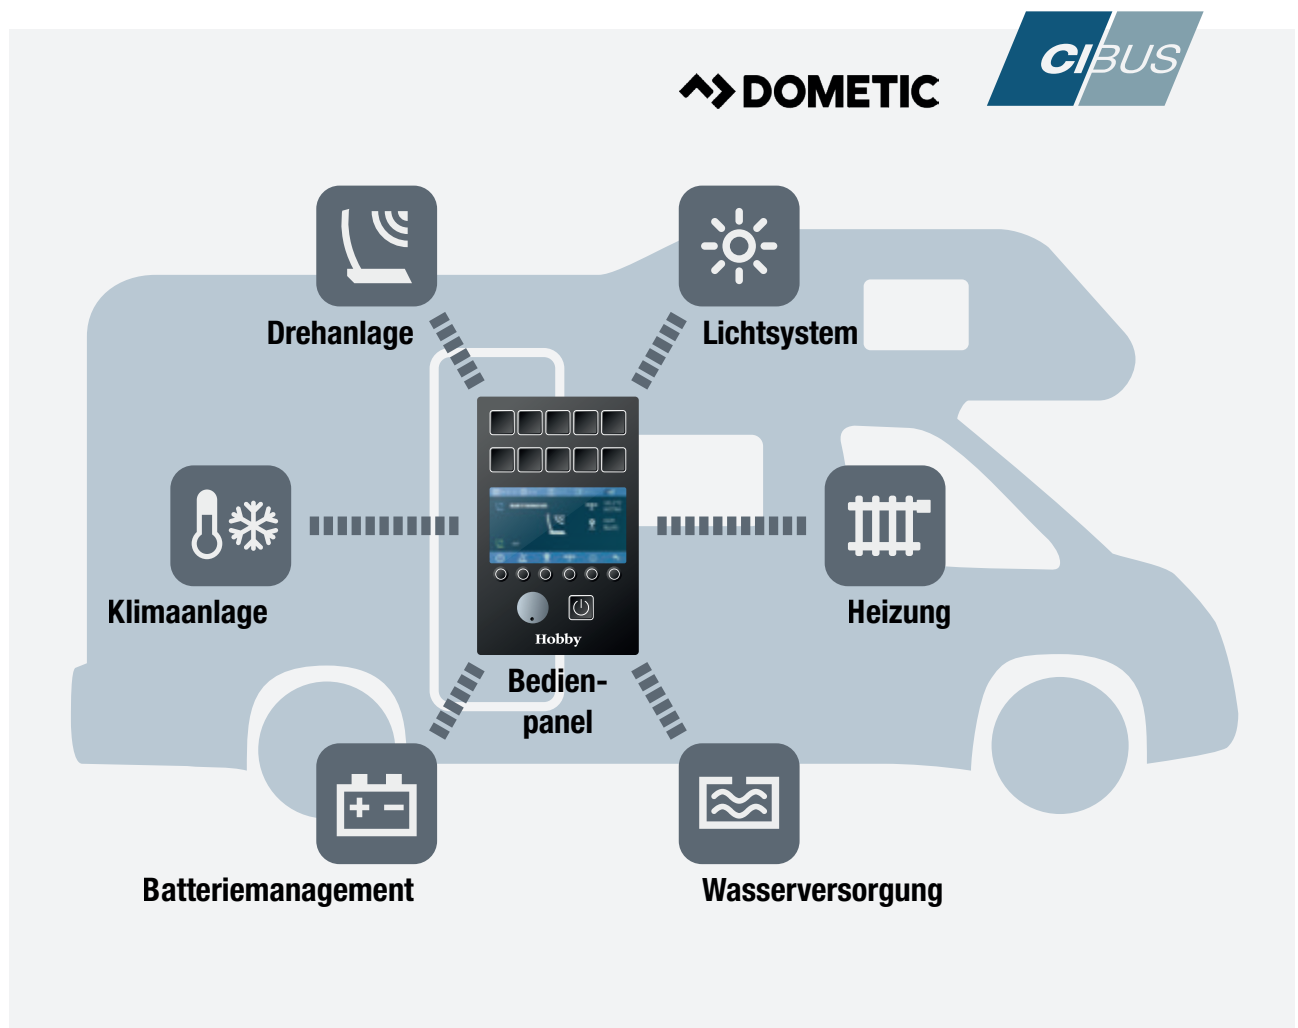 DOMETIC
CIBUS
Drehanlage
Lichtsystem
Klimaanlage
Heizung
Hobby
Bedien-
panel
Batteriemanagement
Wasserversorgung